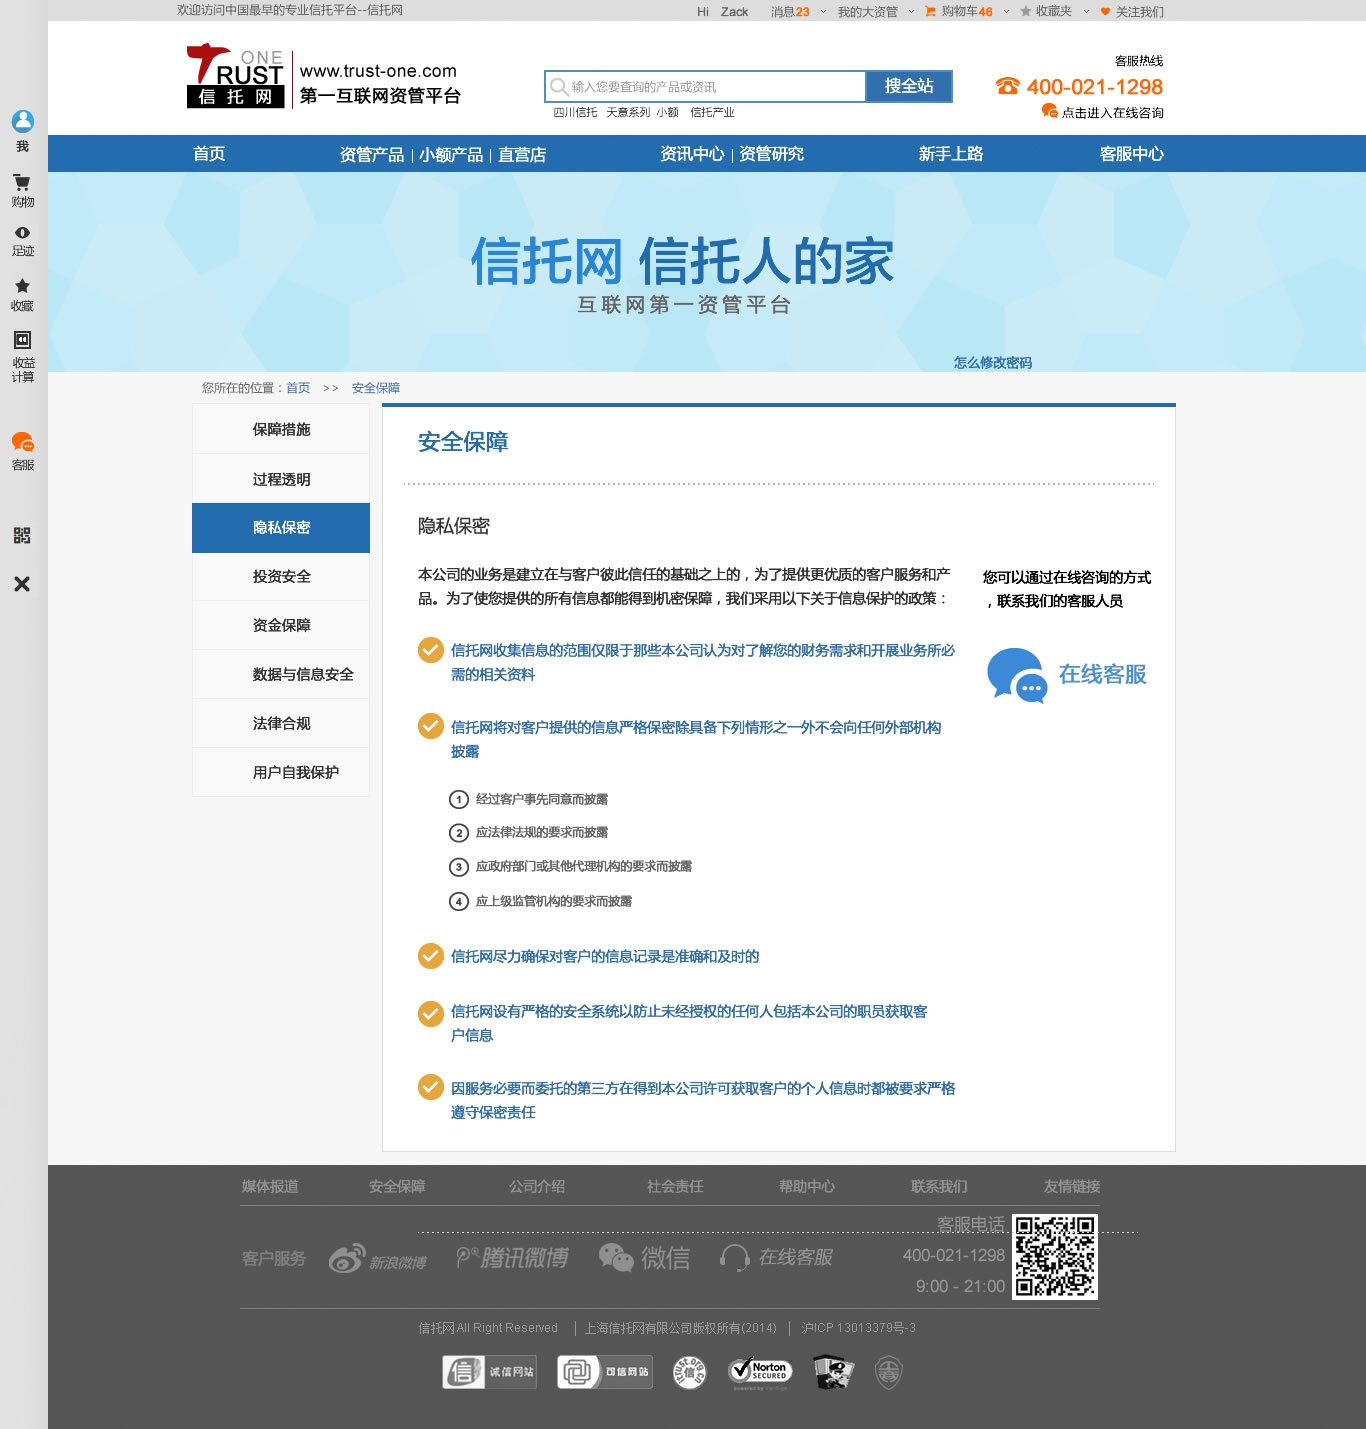 欢迎访问中国最早的专业信托平台--信托网
Hi Zack 消息23 我的大资管 购物车46 收藏夹 关注我们
ONE
TRUST
信托网
www.trust-one.com
第一互联网资管平台
输入您要查询的产品或资讯
搜全站
四川信托 天意系列 小额 信托产业
客服热线
400-021-1298
点击进入在线咨询
首页 资管产品 | 小额产品 | 直营店 资讯中心 | 资管研究 新手上路 客服中心
我
购物
足迹
收藏
收益
计算
客服
信托网 信托人的家
互联网第一资管平台
怎么修改密码
您所在的位置：首页 >> 安全保障
保障措施
过程透明
隐私保密
投资安全
资金保障
数据与信息安全
法律合规
用户自我保护
安全保障
隐私保密
本公司的业务是建立在与客户彼此信任的基础之上的，为了提供更优质的客户服务和产
品。为了使您提供的所有信息都能得到机密保障，我们采用以下关于信息保护的政策：
信托网收集信息的范围仅限于那些本公司认为对了解您的财务需求和开展业务所必
需的相关资料
信托网将对客户提供的信息严格保密除具备下列情形之一外不会向任何外部机构
披露
1 经过客户事先同意而披露
2 应法律法规的要求而披露
3 应政府部门或其他代理机构的要求而披露
4 应上级监管机构的要求而披露
信托网尽力确保对客户的信息记录是准确和及时的
信托网设有严格的安全系统以防止未经授权的任何人包括本公司的职员获取客
户信息
因服务必要而委托的第三方在得到本公司许可获取客户的个人信息时都被要求严格
遵守保密责任
您可以通过在线咨询的方式
，联系我们的客服人员
在线客服
媒体报道 安全保障 公司介绍 社会责任 帮助中心 联系我们 友情链接
客户服务 新浪微博 腾讯微博 微信 在线客服
客服电话
400-021-1298
9:00 - 21:00
信托网 All Right Reserved | 上海信托网有限公司版权所有(2014) | 沪ICP 13013379号-3
信 诚信网站
可信网站
信
Norton
SECURED